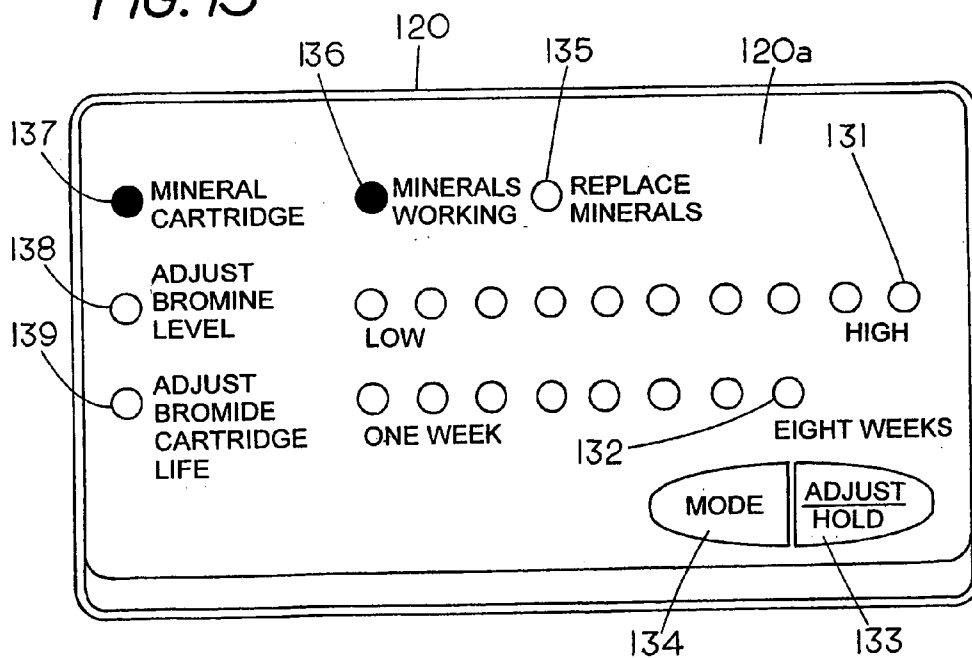 FIG. 15
120
136
135
120a
137
131
MINERAL
CARTRIDGE
MINERALS
WORKING
REPLACE
MINERALS
138
ADJUST
BROMINE
LEVEL
LOW
HIGH
139
ADJUST
BROMIDE
CARTRIDGE
LIFE
ONE WEEK
132
EIGHT WEEKS
MODE
ADJUST
HOLD
134
133